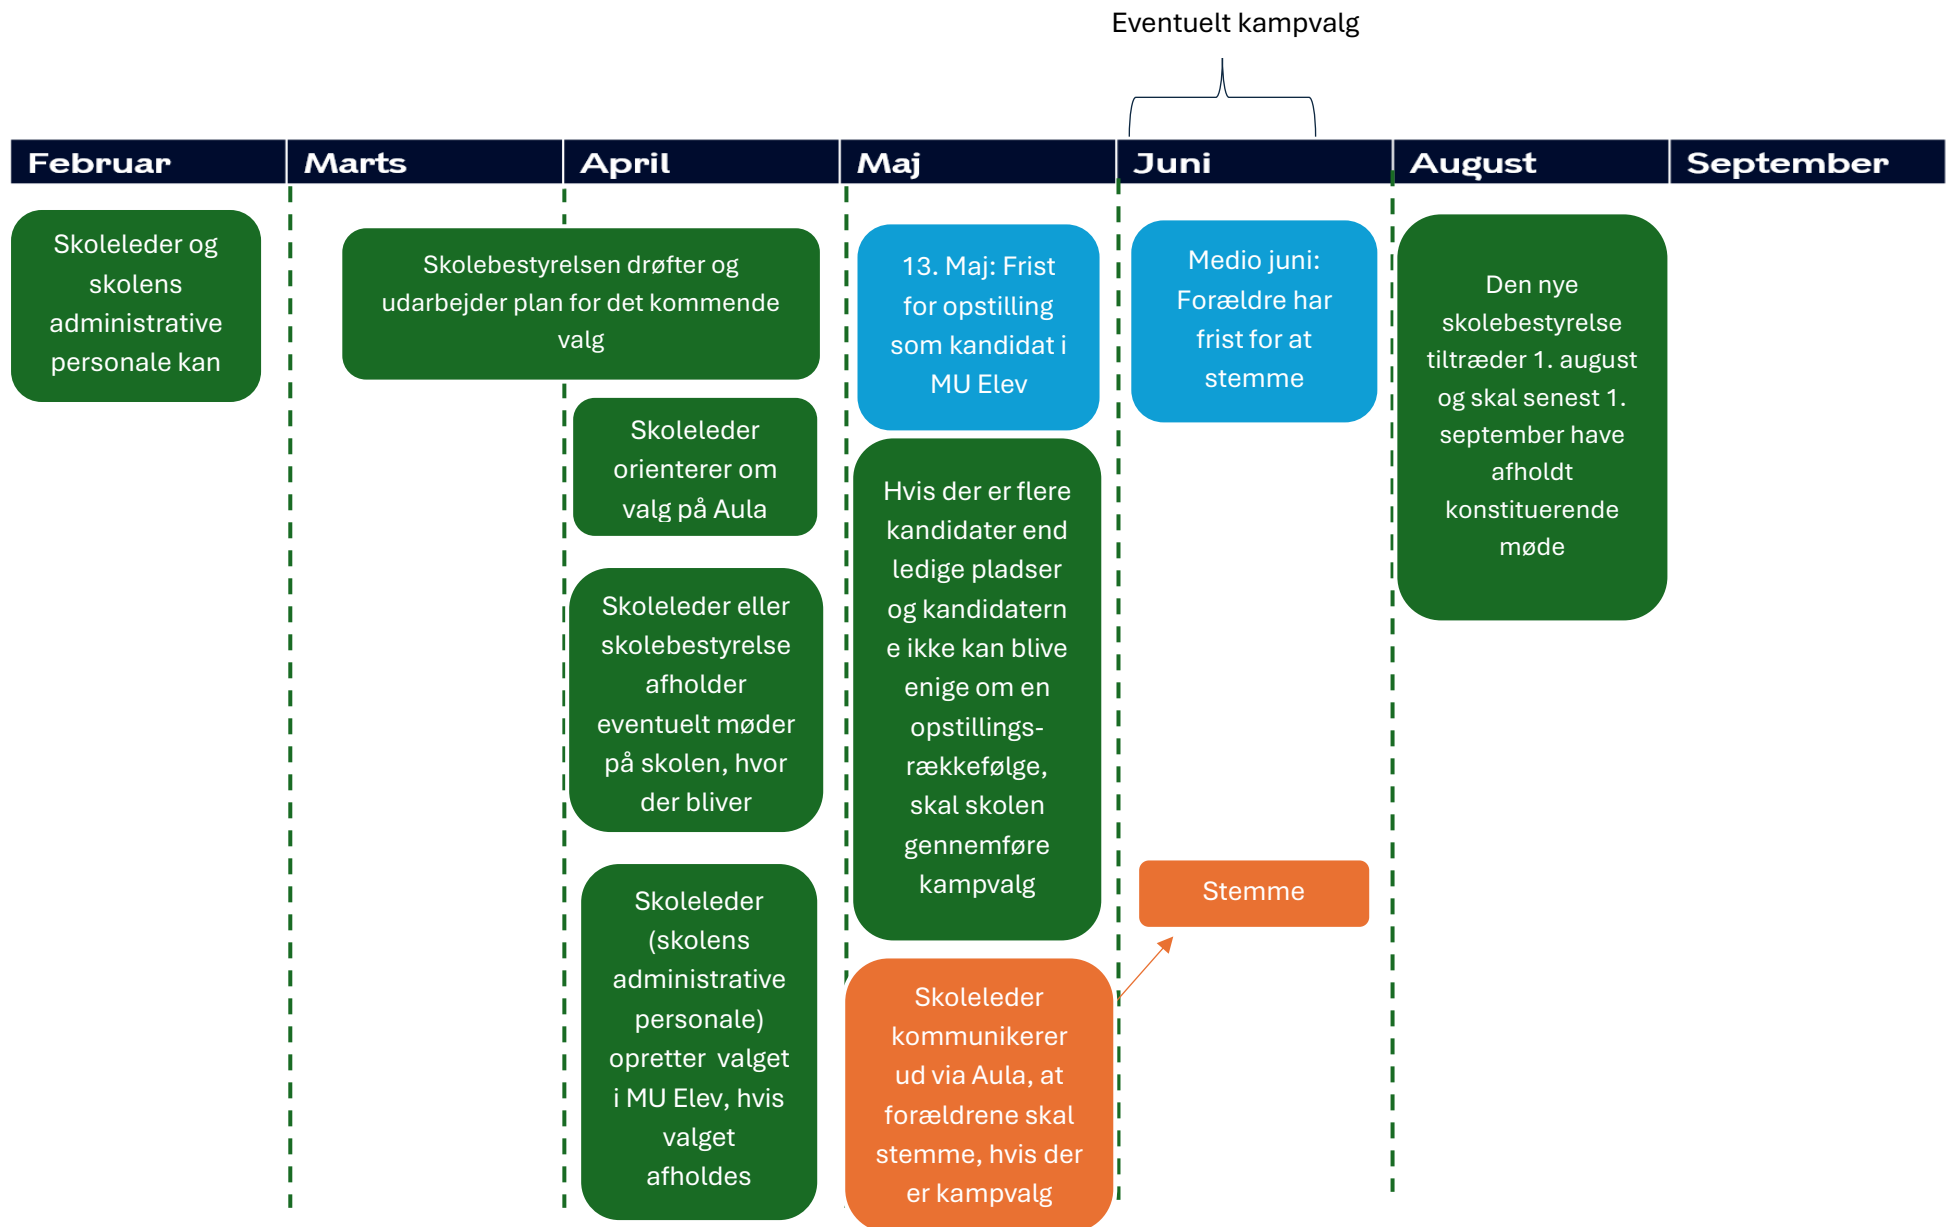 Eventuelt kampvalg
Februar
Marts
April
Maj
Juni
August
September
Skoleleder og
skolens
administrative
personale kan
Skolebestyrelsen drøfter og
udarbejder plan for det kommende
valg
Skoleleder
orienterer om
valg på Aula
Skoleleder eller
skolebestyrelse
afholder
eventuelt møder
på skolen, hvor
der bliver
Skoleleder
(skolens
administrative
personale)
opretter  valget
i MU Elev, hvis
valget
afholdes
13. Maj: Frist
for opstilling
som kandidat i
MU Elev
Hvis der er flere
kandidater end
ledige pladser
og kandidatern
e ikke kan blive
enige om en
opstillings-
rækkefølge,
skal skolen
gennemføre
kampvalg
Skoleleder
kommunikerer
ud via Aula, at
forældrene skal
stemme, hvis der
er kampvalg
Medio juni:
Forældre har
frist for at
stemme
Stemme
Den nye
skolebestyrelse
tiltræder 1. august
og skal senest 1.
september have
afholdt
konstituerende
møde